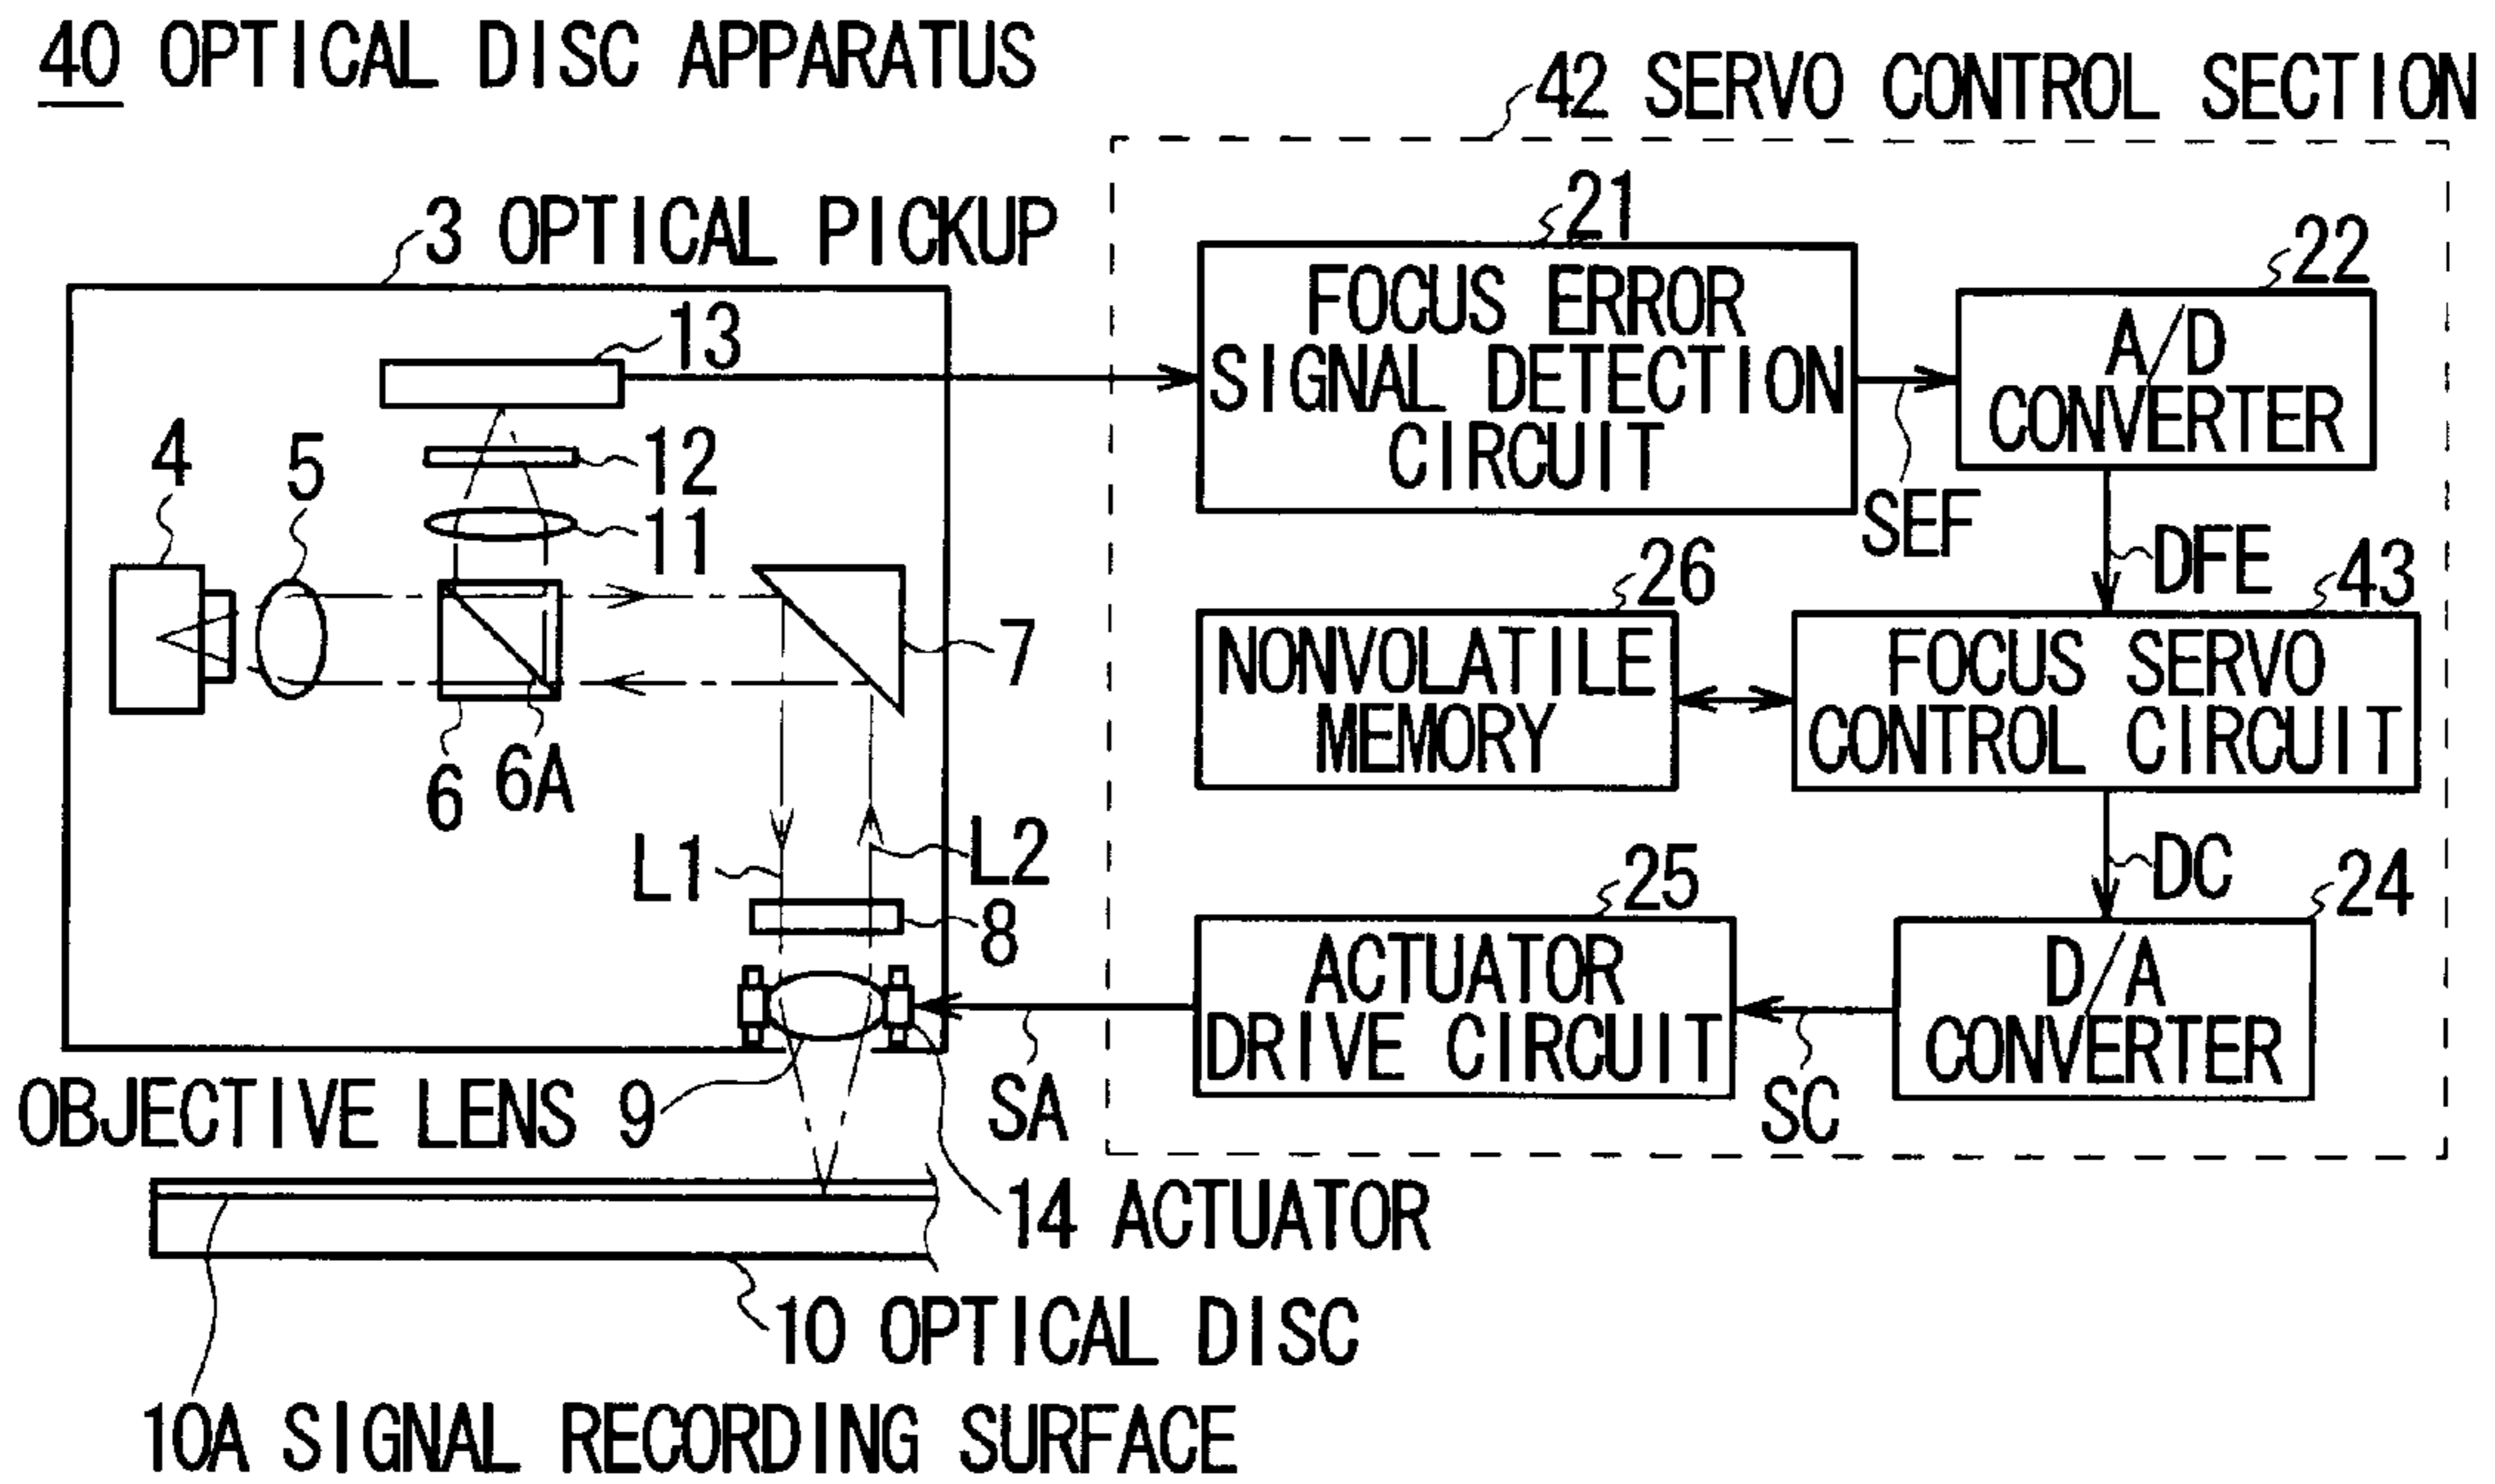 40 OPTICAL DISC APPARATUS
42 SERVO CONTROL SECTION
3 OPTICAL PICKUP
21
FOCUS ERROR
SIGNAL DETECTION
CIRCUIT
22
A/D
CONVERTER
13
12
11
4
5
6
6A
7
SEF
DFE
26
NONVOLATILE
MEMORY
43
FOCUS SERVO
CONTROL CIRCUIT
L1
L2
8
DC
25
ACTUATOR
DRIVE CIRCUIT
24
D/A
CONVERTER
SA
SC
OBJECTIVE LENS 9
14 ACTUATOR
10 OPTICAL DISC
10A SIGNAL RECORDING SURFACE